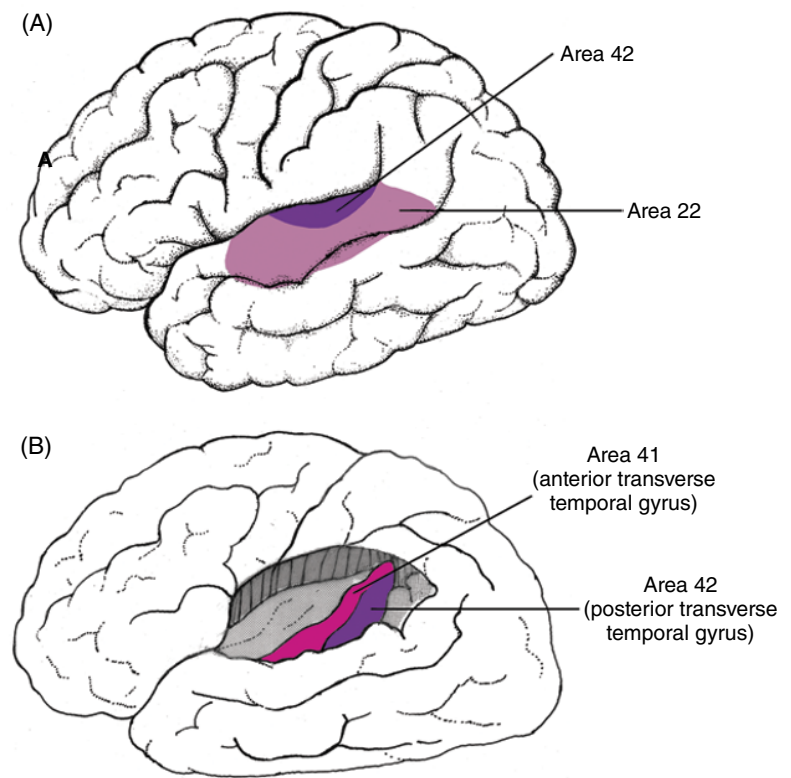 (A)
Area 42
A
Area 22
(B)
Area 41
(anterior transverse
temporal gyrus)
Area 42
(posterior transverse
temporal gyrus)